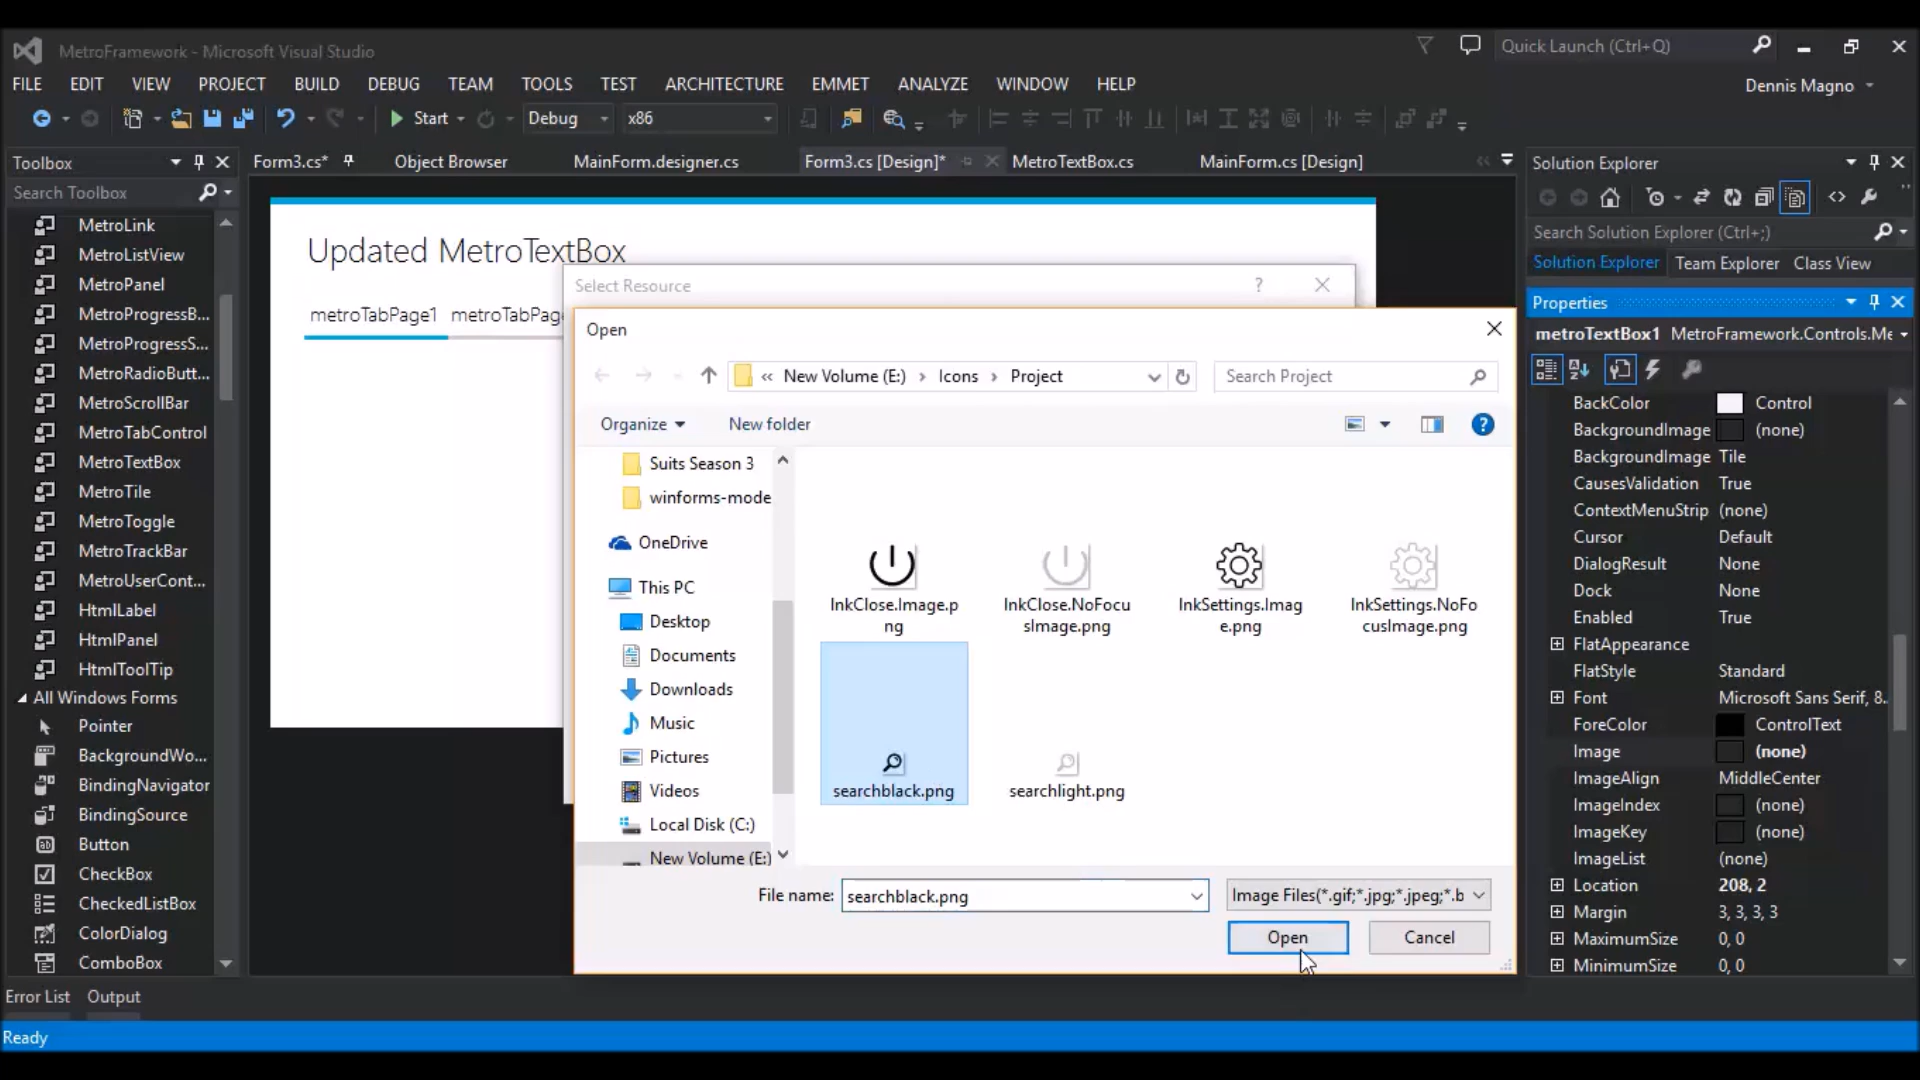 MetroFramework - Microsoft Visual Studio
Quick Launch (Ctrl+Q)
FILE EDIT VIEW PROJECT BUILD DEBUG TEAM TOOLS TEST ARCHITECTURE EMMET ANALYZE WINDOW HELP
Dennis Magno
Start Debug x86
Toolbox
Form3.cs* Object Browser MainForm.designer.cs Form3.cs [Design]* MetroTextBox.cs MainForm.cs [Design]
Search Toolbox
MetroLink
MetroListView
MetroPanel
MetroProgressB...
MetroProgressS...
MetroRadioButt...
MetroScrollBar
MetroTabControl
MetroTextBox
MetroTile
MetroToggle
MetroTrackBar
MetroUserCont...
HtmlLabel
HtmlPanel
HtmlToolTip
All Windows Forms
Pointer
BackgroundWo...
BindingNavigator
BindingSource
Button
CheckBox
CheckedListBox
ColorDialog
ComboBox
Updated MetroTextBox
metroTabPage1 metroTabPage
Select Resource
?
Open
« New Volume (E:) › Icons › Project
Search Project
Organize
New folder
?
Suits Season 3
winforms-mode
OneDrive
This PC
Desktop
Documents
Downloads
Music
Pictures
Videos
Local Disk (C:)
New Volume (E:)
lnkClose.Image.p
ng
lnkClose.NoFocu
sImage.png
lnkSettings.Imag
e.png
lnkSettings.NoFo
cusImage.png
searchblack.png
searchlight.png
File name: searchblack.png
Image Files(*.gif;*.jpg;*.jpeg;*.b
Open
Cancel
Solution Explorer
Search Solution Explorer (Ctrl+;)
Solution Explorer Team Explorer Class View
Properties
metroTextBox1 MetroFramework.Controls.Me
BackColor Control
BackgroundImage (none)
BackgroundImage Tile
CausesValidation True
ContextMenuStrip (none)
Cursor Default
DialogResult None
Dock None
Enabled True
FlatAppearance
FlatStyle Standard
Font Microsoft Sans Serif, 8..
ForeColor ControlText
Image (none)
ImageAlign MiddleCenter
ImageIndex (none)
ImageKey (none)
ImageList (none)
Location 208, 2
Margin 3, 3, 3, 3
MaximumSize 0, 0
MinimumSize 0, 0
Error List Output
Ready